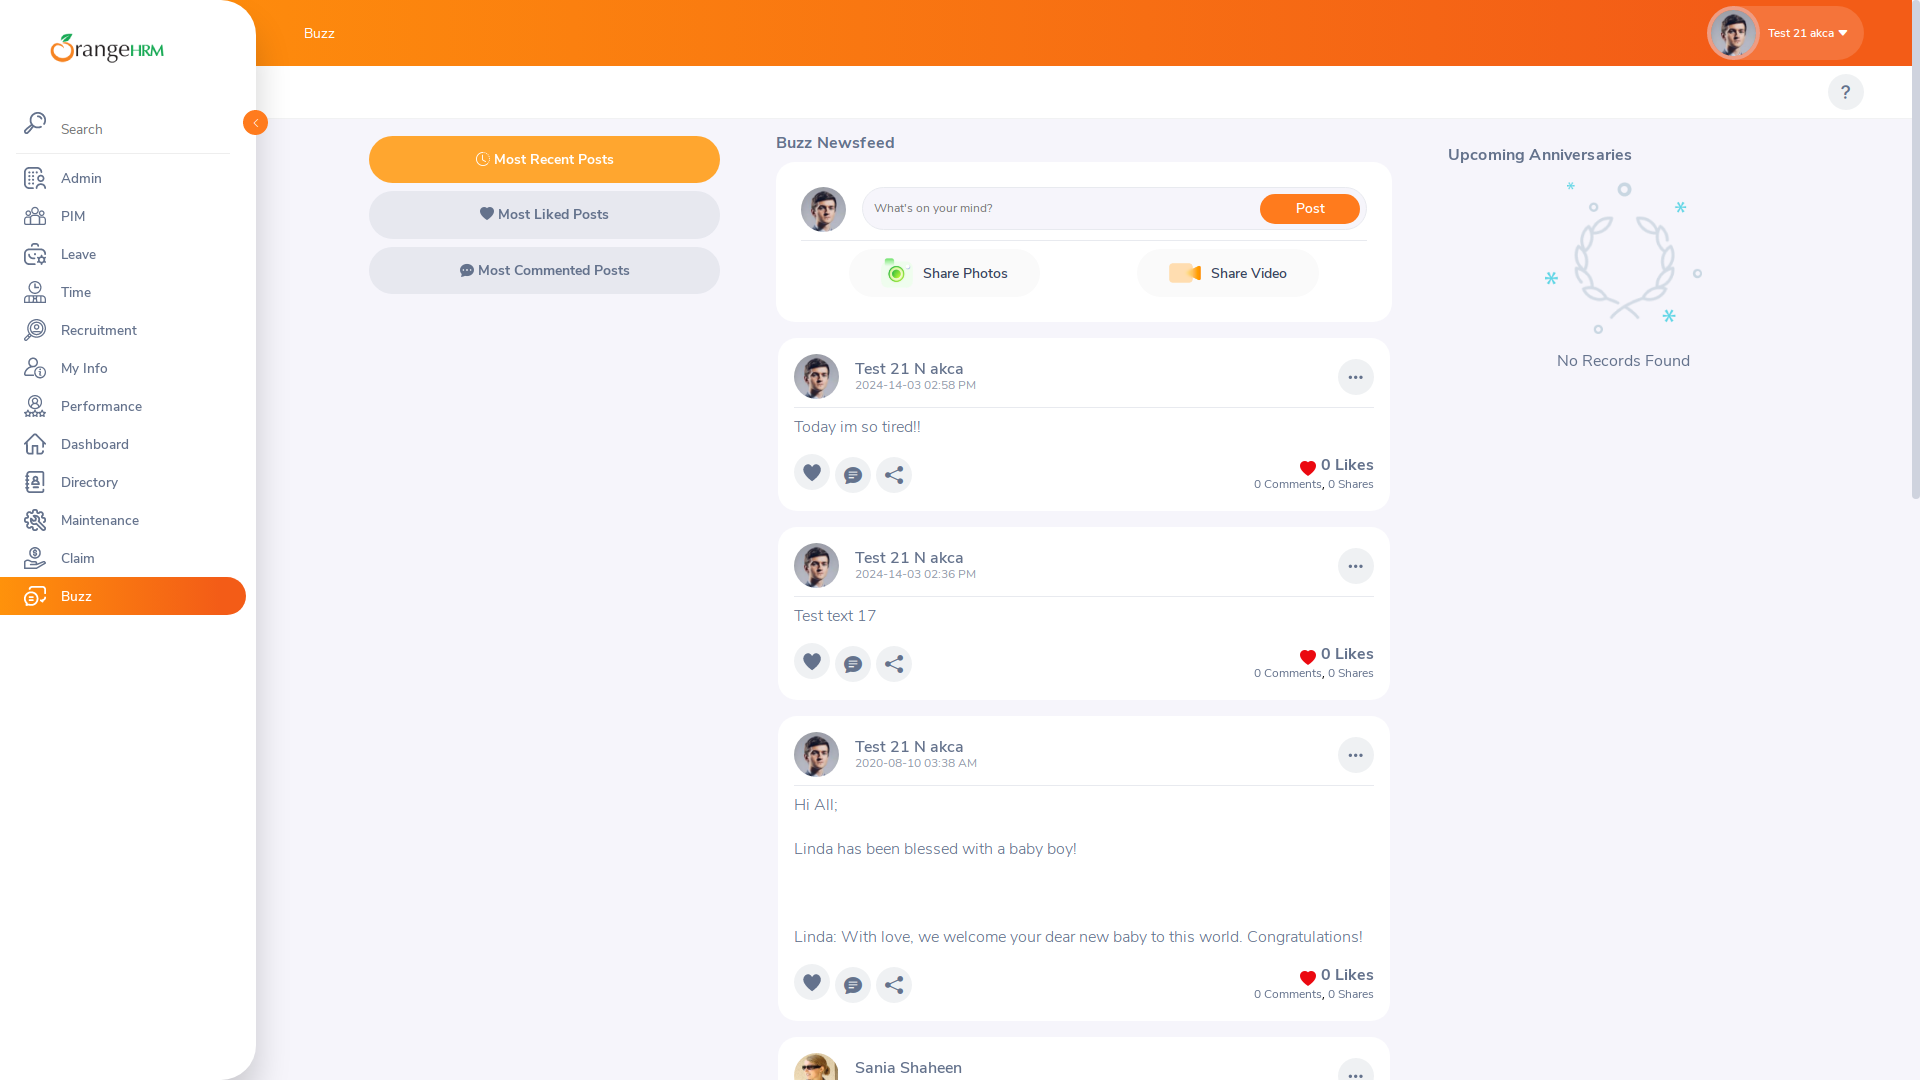 OrangeHRM
Search
Admin
PIM
Leave
Time
Recruitment
My Info
Performance
Dashboard
Directory
Maintenance
Claim
Buzz
Buzz
Test 21 akca
?
Most Recent Posts
Most Liked Posts
Most Commented Posts
Buzz Newsfeed
What's on your mind?
Post
Share Photos
Share Video
Test 21 N akca
2024-14-03 02:58 PM
Today im so tired!!
0 Likes
0 Comments, 0 Shares
Test 21 N akca
2024-14-03 02:36 PM
Test text 17
0 Likes
0 Comments, 0 Shares
Test 21 N akca
2020-08-10 03:38 AM
Hi All;
Linda has been blessed with a baby boy!
Linda: With love, we welcome your dear new baby to this world. Congratulations!
0 Likes
0 Comments, 0 Shares
Sania Shaheen
Upcoming Anniversaries
No Records Found